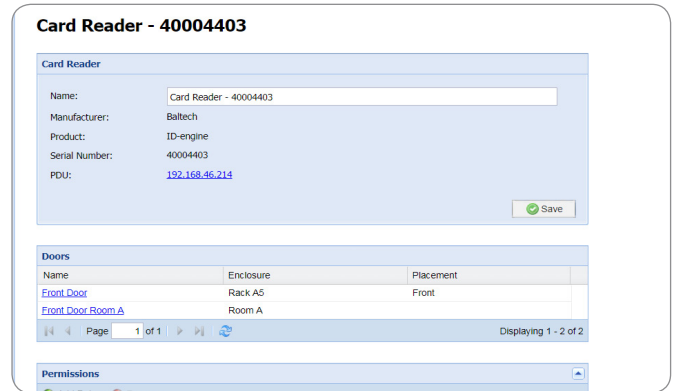 Card Reader - 40004403
Card Reader
Name: Card Reader - 40004403
Manufacturer: Baltech
Product: ID-engine
Serial Number: 40004403
PDU: 192.168.46.214
Save
Doors
Name Enclosure Placement
Front Door Rack A5 Front
Front Door Room A Room A
Page 1 of 1 Displaying 1 - 2 of 2
Permissions